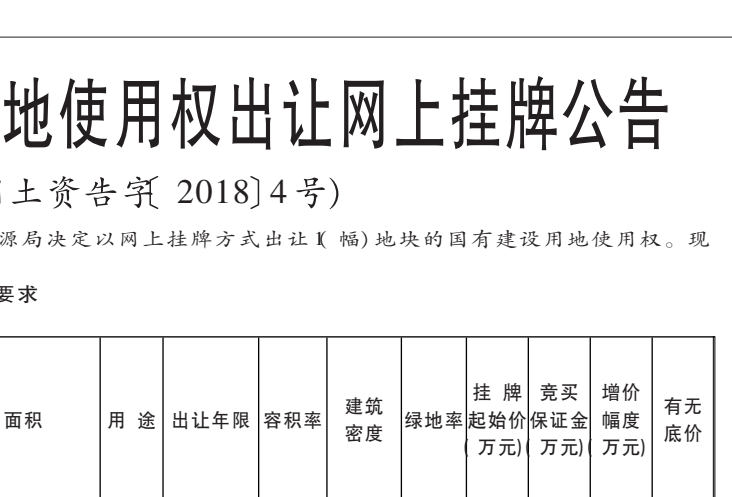 地使用权出让网上挂牌公告
土资告字〔2018〕4号)
源局决定以网上挂牌方式出让1(幅)地块的国有建设用地使用权。现
要求
面积 用途 出让年限 容积率 建筑密度 绿地率 挂牌起始价(万元) 竞买保证金(万元) 增价幅度(万元) 有无底价